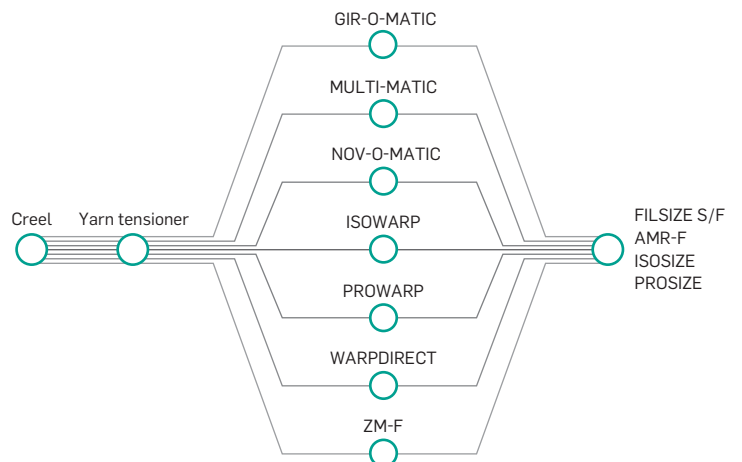 GIR-O-MATIC
MULTI-MATIC
NOV-O-MATIC
Creel
Yarn tensioner
ISOWARP
FILSIZE S/F
AMR-F
ISOSIZE
PROSIZE
PROWARP
WARPDIRECT
ZM-F